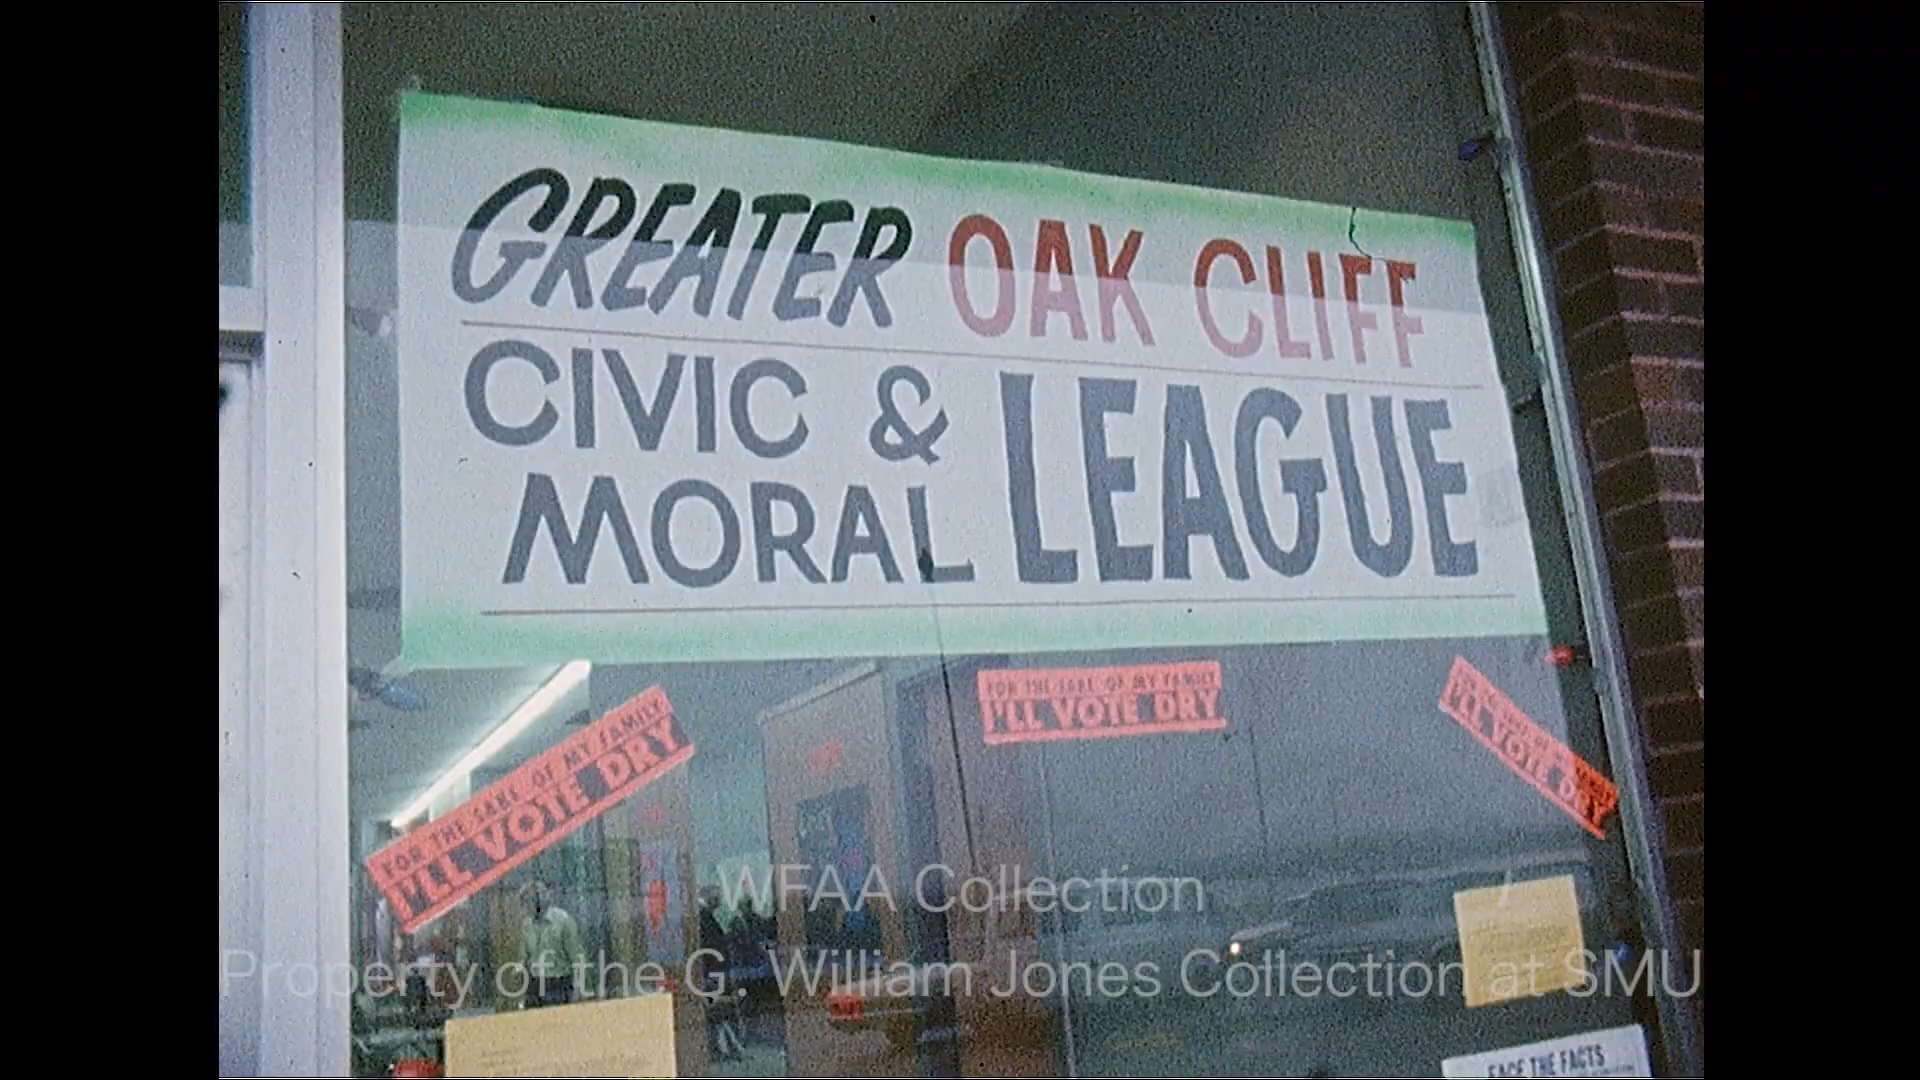 GREATER OAK CLIFF
CIVIC & MORAL LEAGUE
FOR THE SAKE OF MY FAMILY
I'LL VOTE DRY
FOR THE SAKE OF MY FAMILY
I'LL VOTE DRY
I'LL VOTE DRY
WFAA Collection
Property of the G. William Jones Collection at SMU
FACE THE FACTS